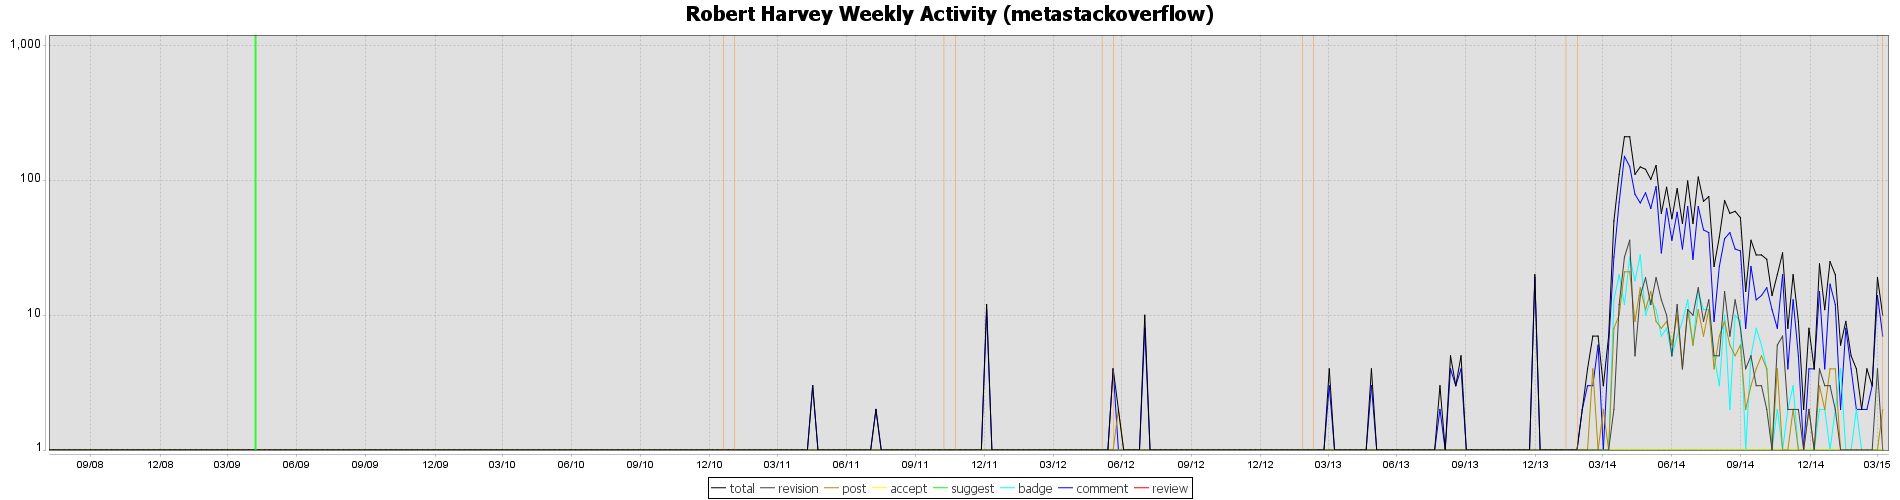 Robert Harvey Weekly Activity (metastackoverflow)
1,000
100
10
1
09/08 12/08 03/09 06/09 09/09 12/09 03/10 06/10 09/10 12/10 03/11 06/11 09/11 12/11 03/12 06/12 09/12 12/12 03/13 06/13 09/13 12/13 03/14 06/14 09/14 12/14 03/15
total revision post accept suggest badge comment review